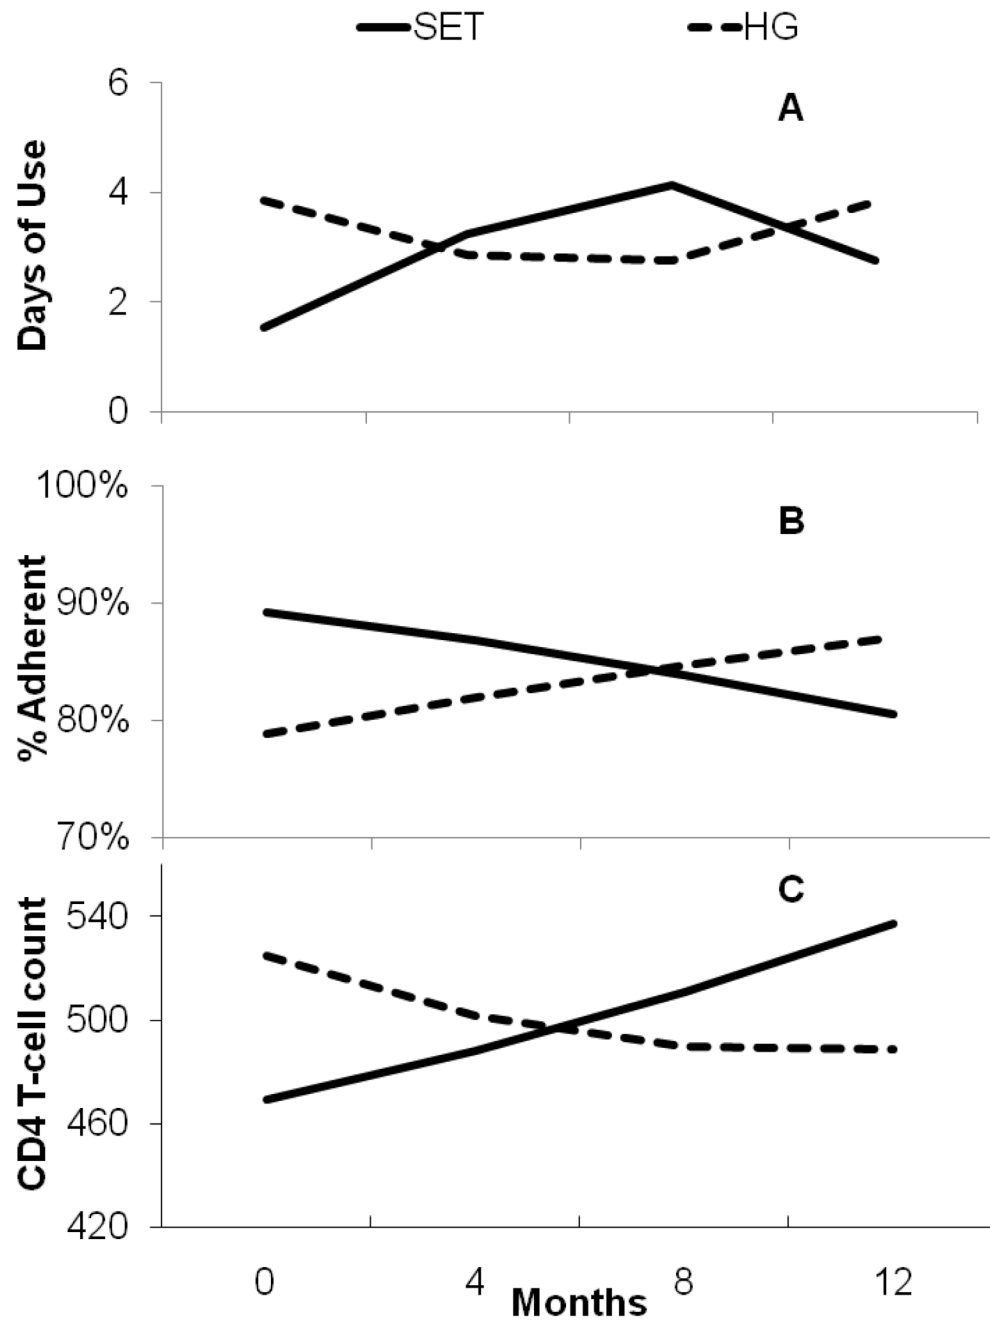 SET HG
A
6
4
2
0
Days of Use
B
100%
90%
80%
70%
% Adherent
C
540
500
460
420
CD4 T-cell count
0 4 8 12
Months